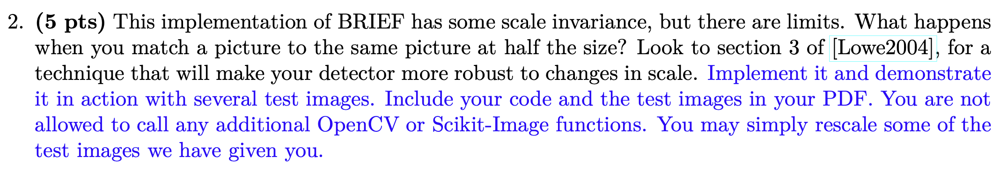 2. (5 pts) This implementation of BRIEF has some scale invariance, but there are limits. What happens
when you match a picture to the same picture at half the size? Look to section 3 of [Lowe2004], for a
technique that will make your detector more robust to changes in scale. Implement it and demonstrate
it in action with several test images. Include your code and the test images in your PDF. You are not
allowed to call any additional OpenCV or Scikit-Image functions. You may simply rescale some of the
test images we have given you.